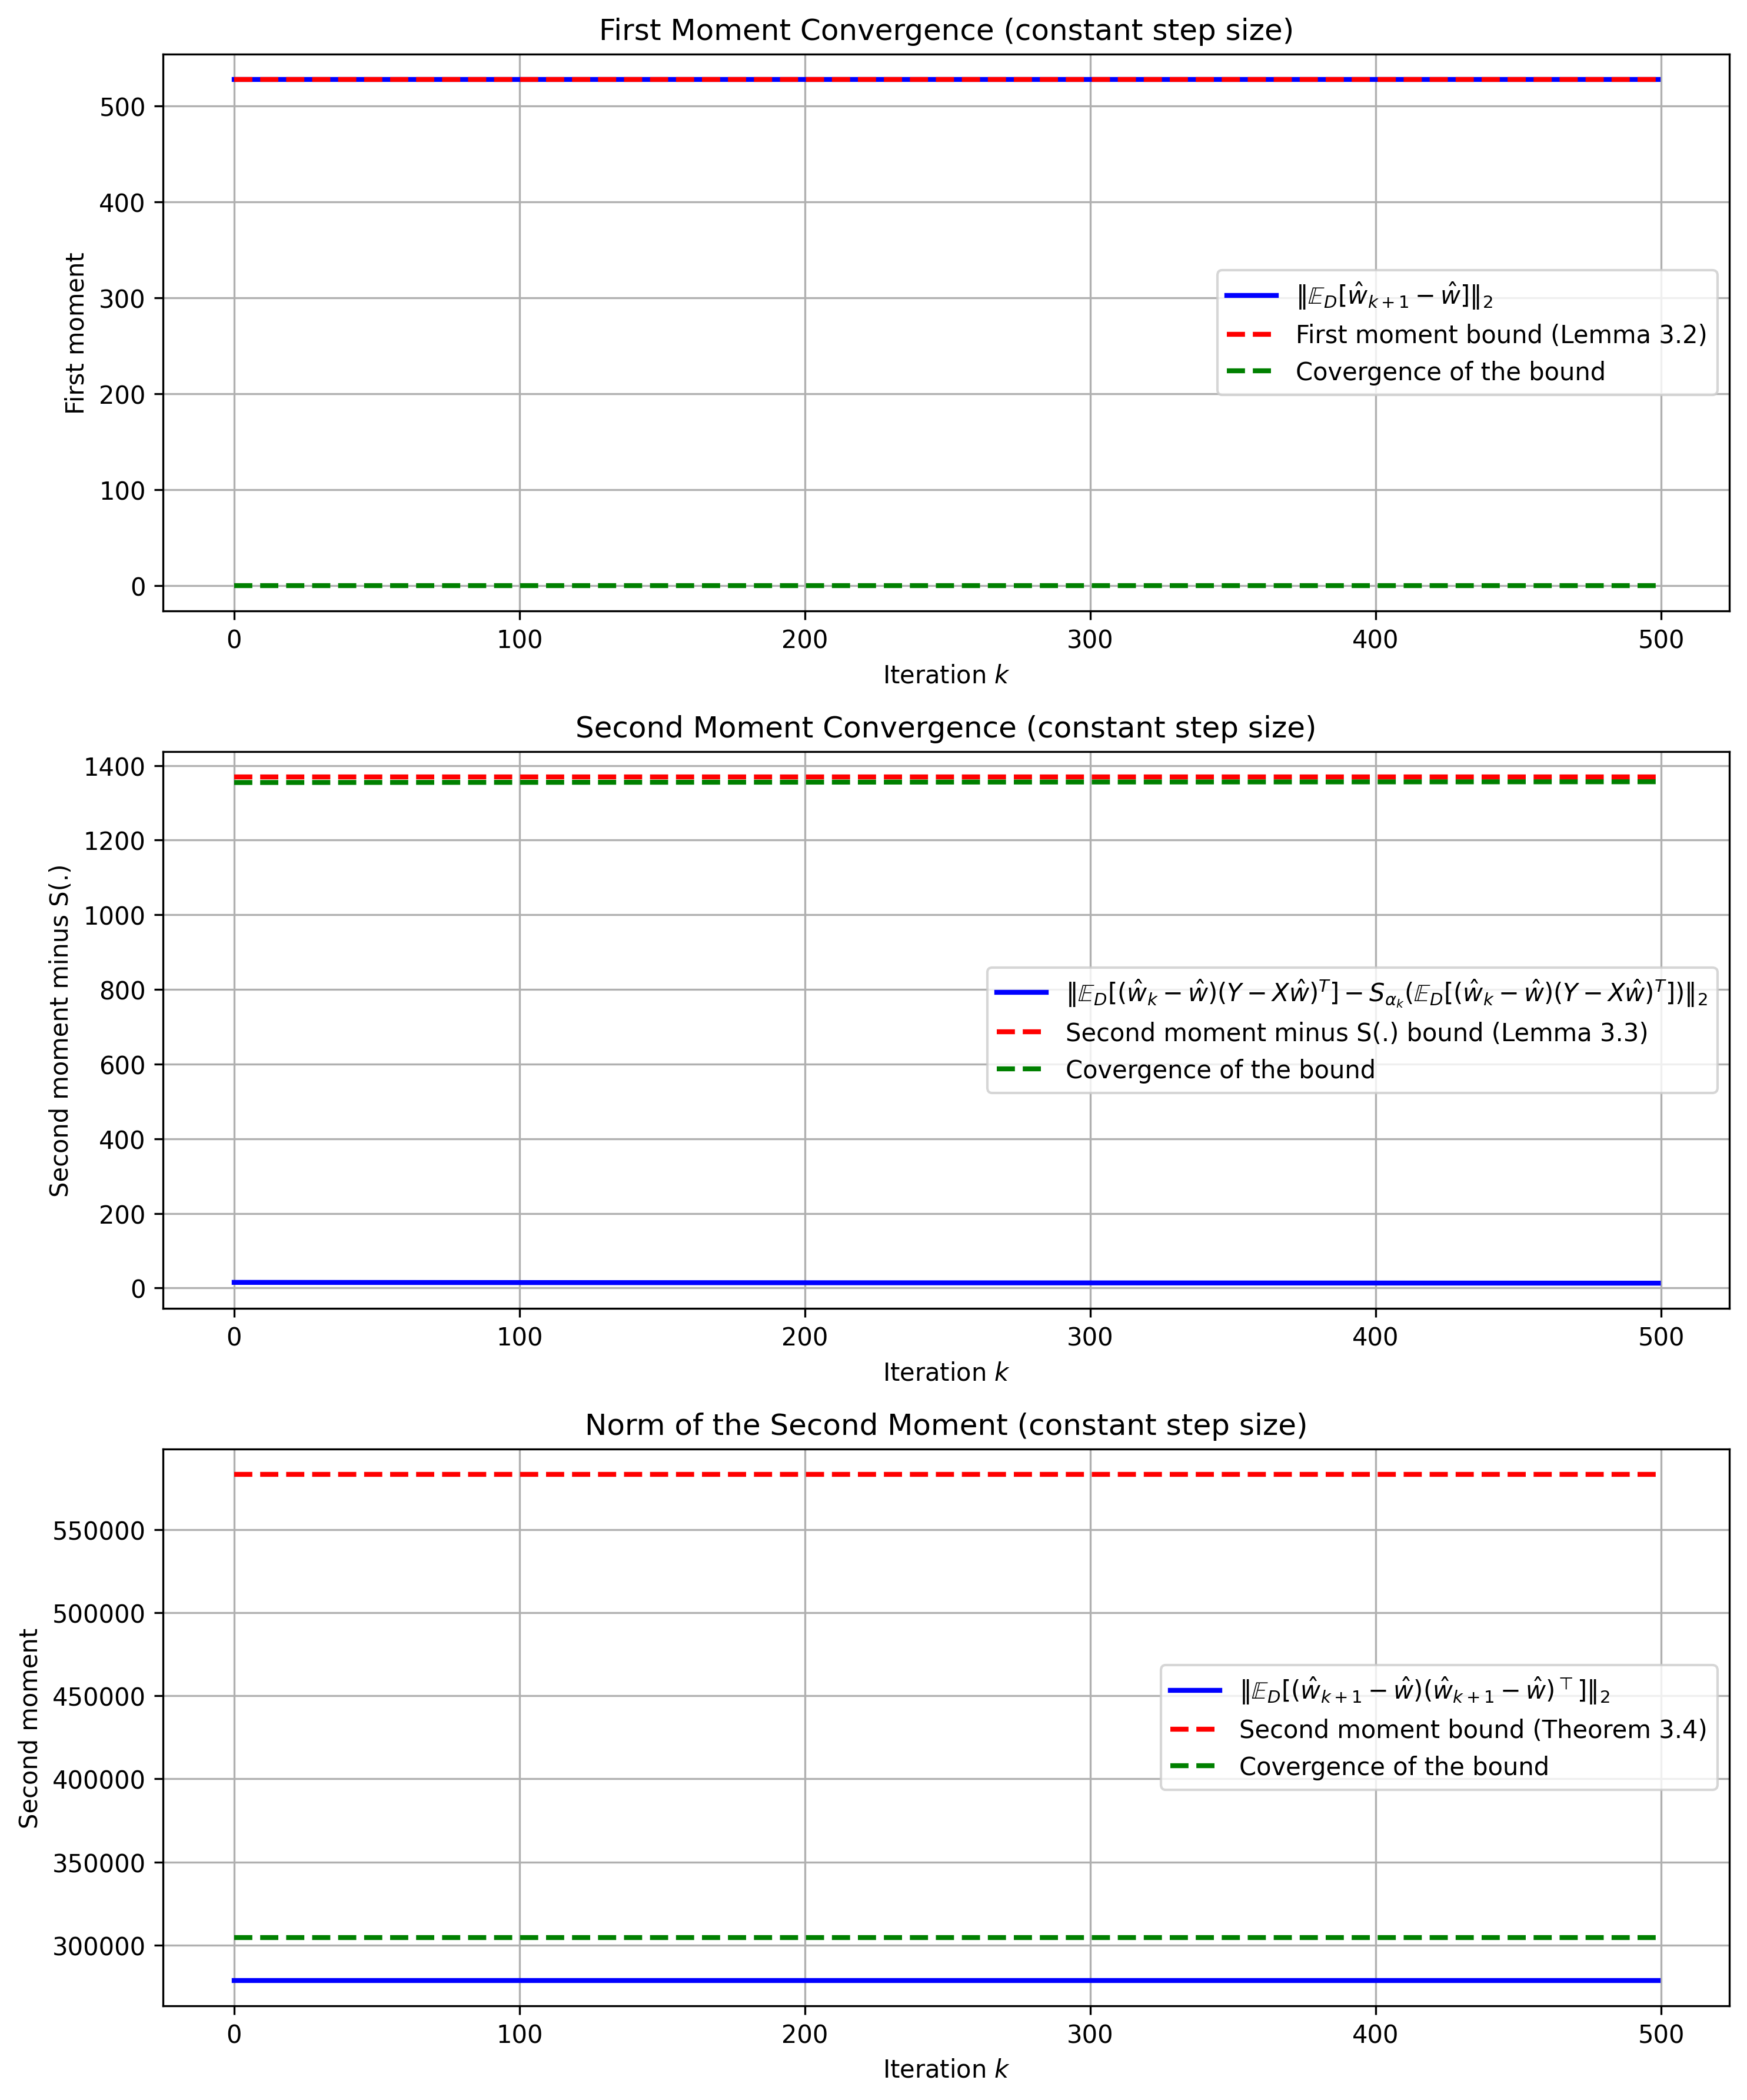 First Moment Convergence (constant step size)
First moment
500
400
300
200
100
0
‖𝔼_D[ŵ_{k+1} − ŵ]‖₂
First moment bound (Lemma 3.2)
Covergence of the bound
0 100 200 300 400 500
Iteration k
Second Moment Convergence (constant step size)
Second moment minus S(.)
1400
1200
1000
800
600
400
200
0
‖𝔼_D[(ŵ_k − ŵ)(Y − Xŵ)^T] − S_{α_k}(𝔼_D[(ŵ_k − ŵ)(Y − Xŵ)^T])‖₂
Second moment minus S(.) bound (Lemma 3.3)
Covergence of the bound
0 100 200 300 400 500
Iteration k
Norm of the Second Moment (constant step size)
Second moment
550000
500000
450000
400000
350000
300000
‖𝔼_D[(ŵ_{k+1} − ŵ)(ŵ_{k+1} − ŵ)^⊤]‖₂
Second moment bound (Theorem 3.4)
Covergence of the bound
0 100 200 300 400 500
Iteration k